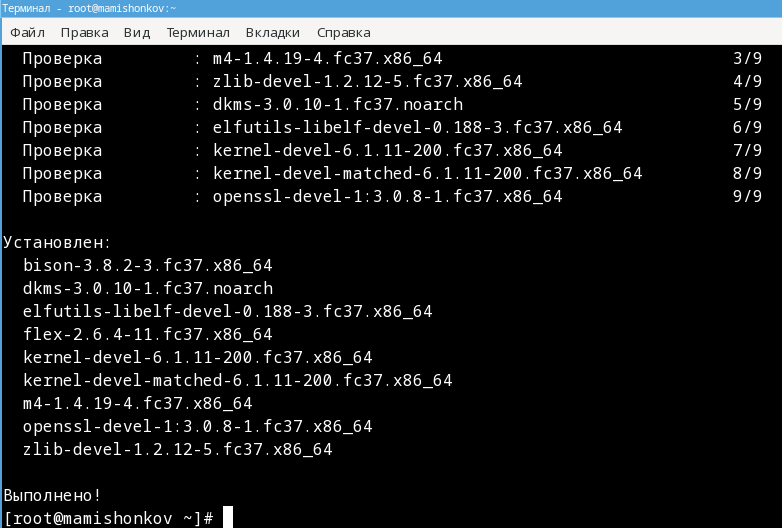 Терминал - root@mamishonkov:~
Файл Правка Вид Терминал Вкладки Справка
Проверка : m4-1.4.19-4.fc37.x86_64 3/9
Проверка : zlib-devel-1.2.12-5.fc37.x86_64 4/9
Проверка : dkms-3.0.10-1.fc37.noarch 5/9
Проверка : elfutils-libelf-devel-0.188-3.fc37.x86_64 6/9
Проверка : kernel-devel-6.1.11-200.fc37.x86_64 7/9
Проверка : kernel-devel-matched-6.1.11-200.fc37.x86_64 8/9
Проверка : openssl-devel-1:3.0.8-1.fc37.x86_64 9/9
Установлен:
bison-3.8.2-3.fc37.x86_64
dkms-3.0.10-1.fc37.noarch
elfutils-libelf-devel-0.188-3.fc37.x86_64
flex-2.6.4-11.fc37.x86_64
kernel-devel-6.1.11-200.fc37.x86_64
kernel-devel-matched-6.1.11-200.fc37.x86_64
m4-1.4.19-4.fc37.x86_64
openssl-devel-1:3.0.8-1.fc37.x86_64
zlib-devel-1.2.12-5.fc37.x86_64
Выполнено!
[root@mamishonkov ~]#